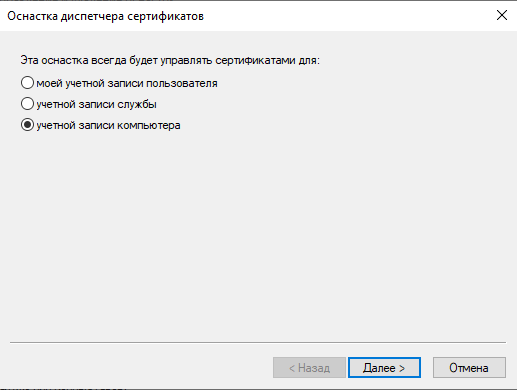 Оснастка диспетчера сертификатов
Эта оснастка всегда будет управлять сертификатами для:
моей учетной записи пользователя
учетной записи службы
учетной записи компьютера
< Назад
Далее >
Отмена